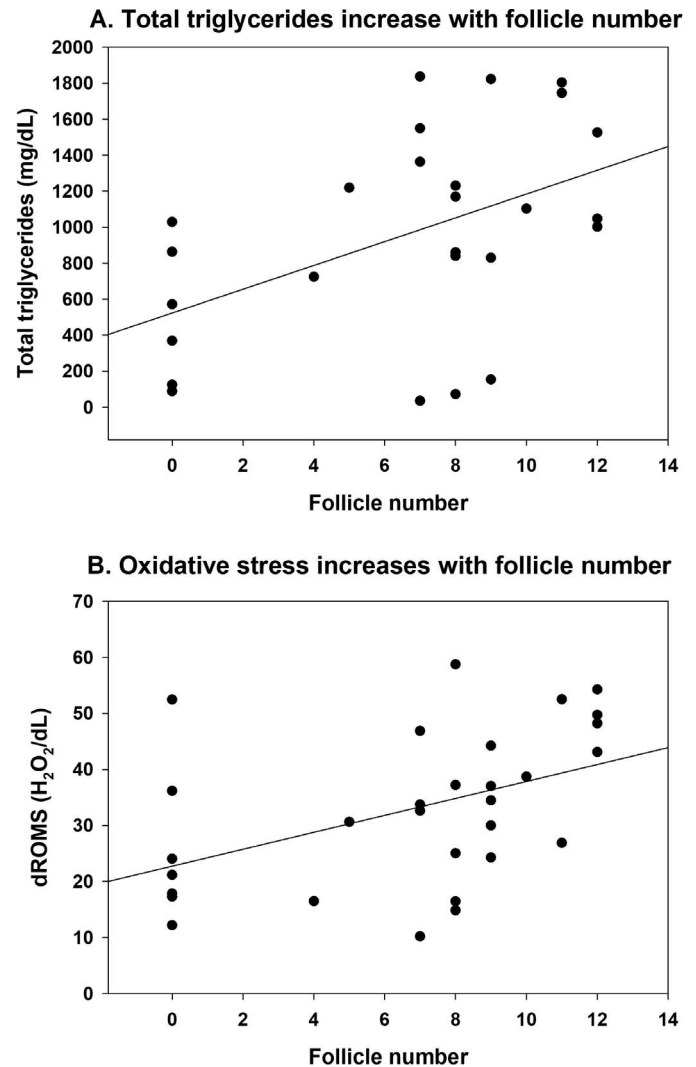 A. Total triglycerides increase with follicle number
2000
1800
1600
1400
1200
1000
800
600
400
200
0
Total triglycerides (mg/dL)
0 2 4 6 8 10 12 14
Follicle number
B. Oxidative stress increases with follicle number
70
60
50
40
30
20
10
0
dROMS (H₂O₂/dL)
0 2 4 6 8 10 12 14
Follicle number